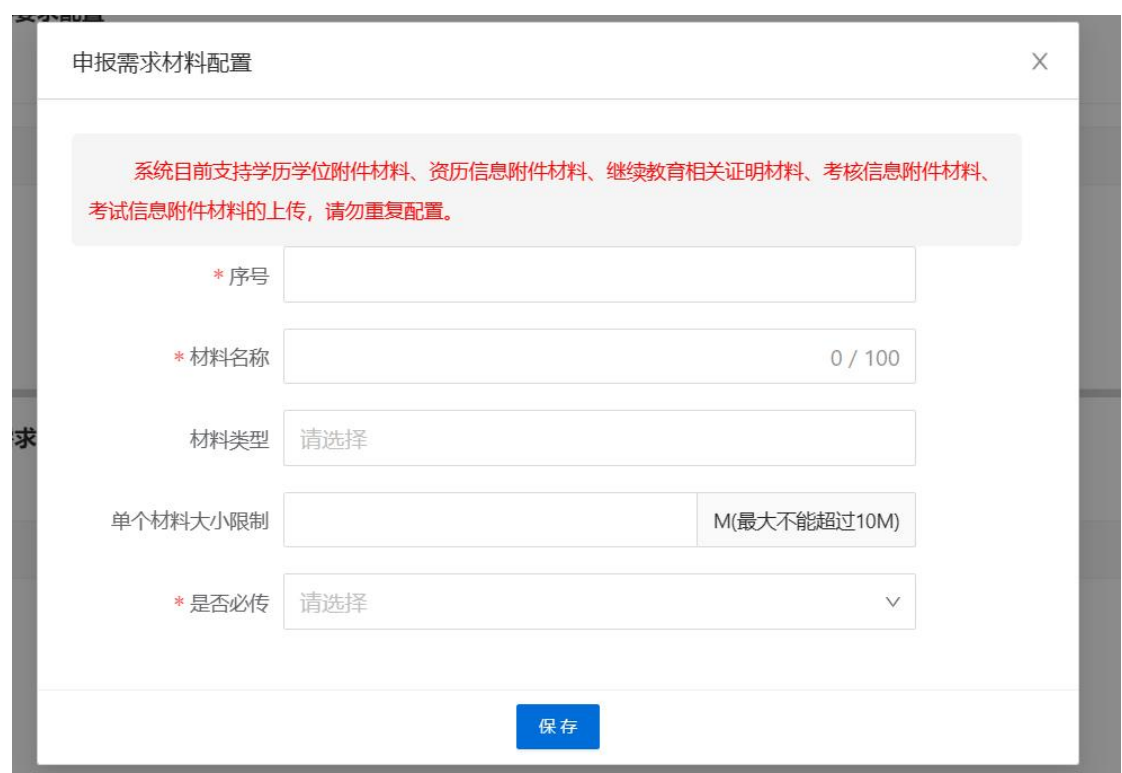 要求配置
申报需求材料配置
系统目前支持学历学位附件材料、资历信息附件材料、继续教育相关证明材料、考核信息附件材料、
考试信息附件材料的上传，请勿重复配置。
* 序号
* 材料名称 0 / 100
求
材料类型 请选择
单个材料大小限制 M(最大不能超过10M)
* 是否必传 请选择
保存